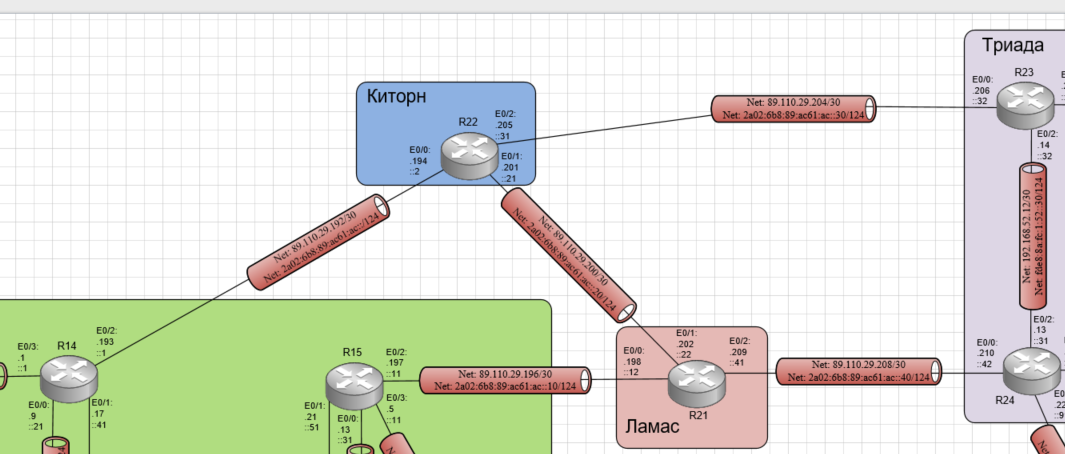 Триада
R23
E0/0:
.206
::32
Киторн
R22
E0/2:
.205
::31
Net: 89.110.29.204/30
Net: 2a02:6b8:89:ac61:ac::30/124
E0/0:
.194
::2
E0/1:
.201
::21
E0/2:
.14
::32
Net: 89.110.29.192/30
Net: 2a02:6b8:89:ac61:ac::/124
Net: 89.110.29.200/30
Net: 2a02:6b8:89:ac61:ac::20/124
Net: 192.168.52.12/30
Net: fde8:8a:fc:1:52::30/124
E0/3:
.1
::1
R14
E0/2:
.193
::1
E0/0:
.9
::21
E0/1:
.17
::41
R15
E0/2:
.197
::11
E0/1:
.21
::51
E0/0:
.13
::31
E0/3:
.5
::11
Net: 89.110.29.196/30
Net: 2a02:6b8:89:ac61:ac::10/124
E0/0:
.198
::12
E0/1:
.202
::22
E0/2:
.209
::41
R21
Ламас
Net: 89.110.29.208/30
Net: 2a02:6b8:89:ac61:ac::40/124
E0/2:
.13
::31
E0/0:
.210
::42
R24